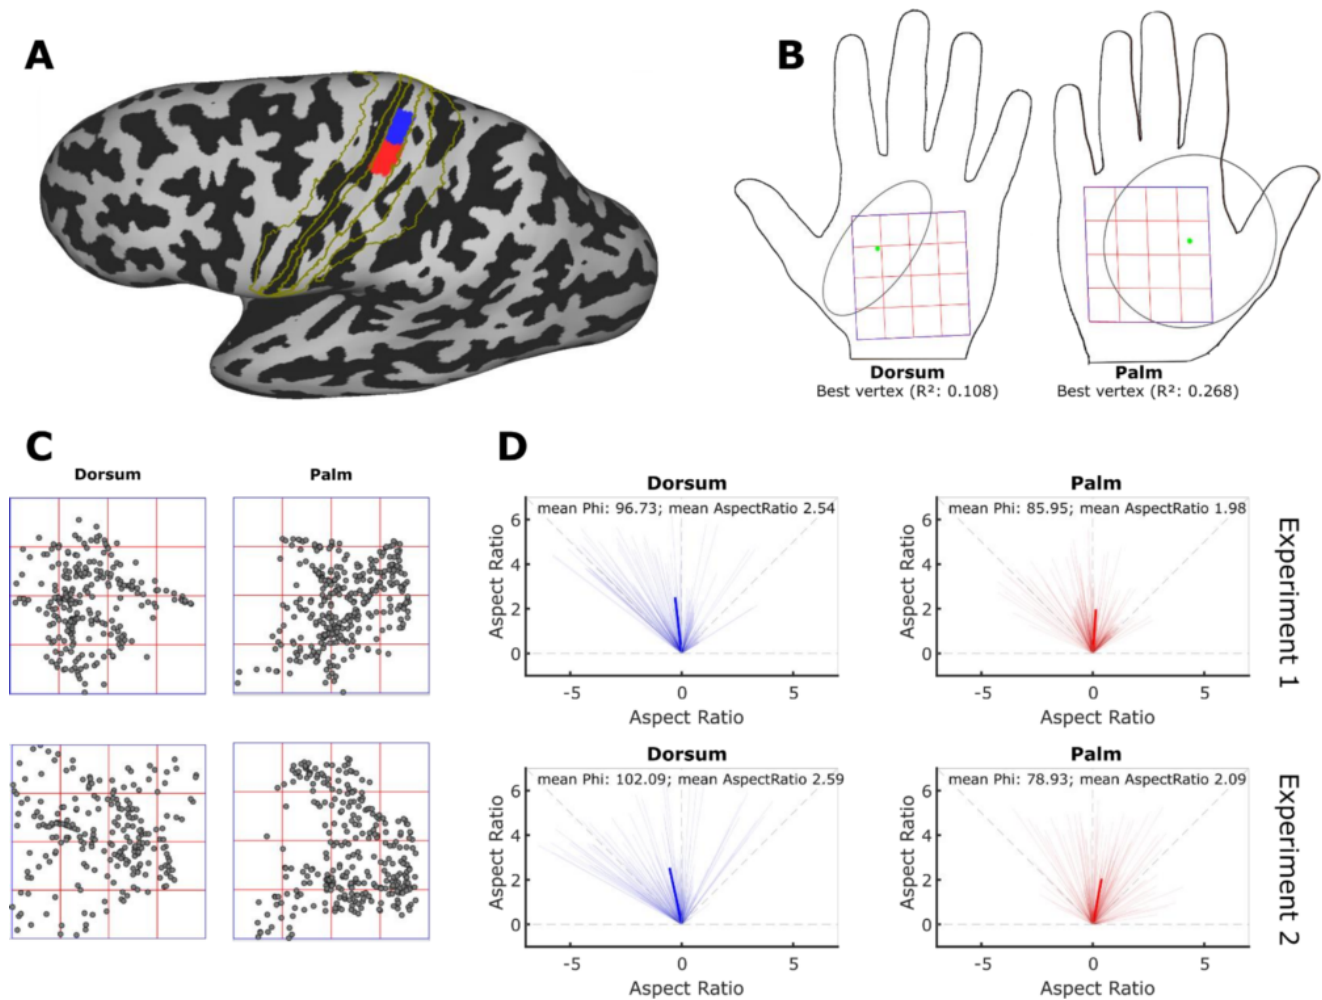 A
B
Dorsum
Best vertex (R²: 0.108)
Palm
Best vertex (R²: 0.268)
C
Dorsum
Palm
D
Dorsum
mean Phi: 96.73; mean AspectRatio 2.54
Aspect Ratio
6
4
2
0
-5 0 5
Aspect Ratio
Palm
mean Phi: 85.95; mean AspectRatio 1.98
Aspect Ratio
6
4
2
0
-5 0 5
Aspect Ratio
Experiment 1
Dorsum
mean Phi: 102.09; mean AspectRatio 2.59
Aspect Ratio
6
4
2
0
-5 0 5
Aspect Ratio
Palm
mean Phi: 78.93; mean AspectRatio 2.09
Aspect Ratio
6
4
2
0
-5 0 5
Aspect Ratio
Experiment 2